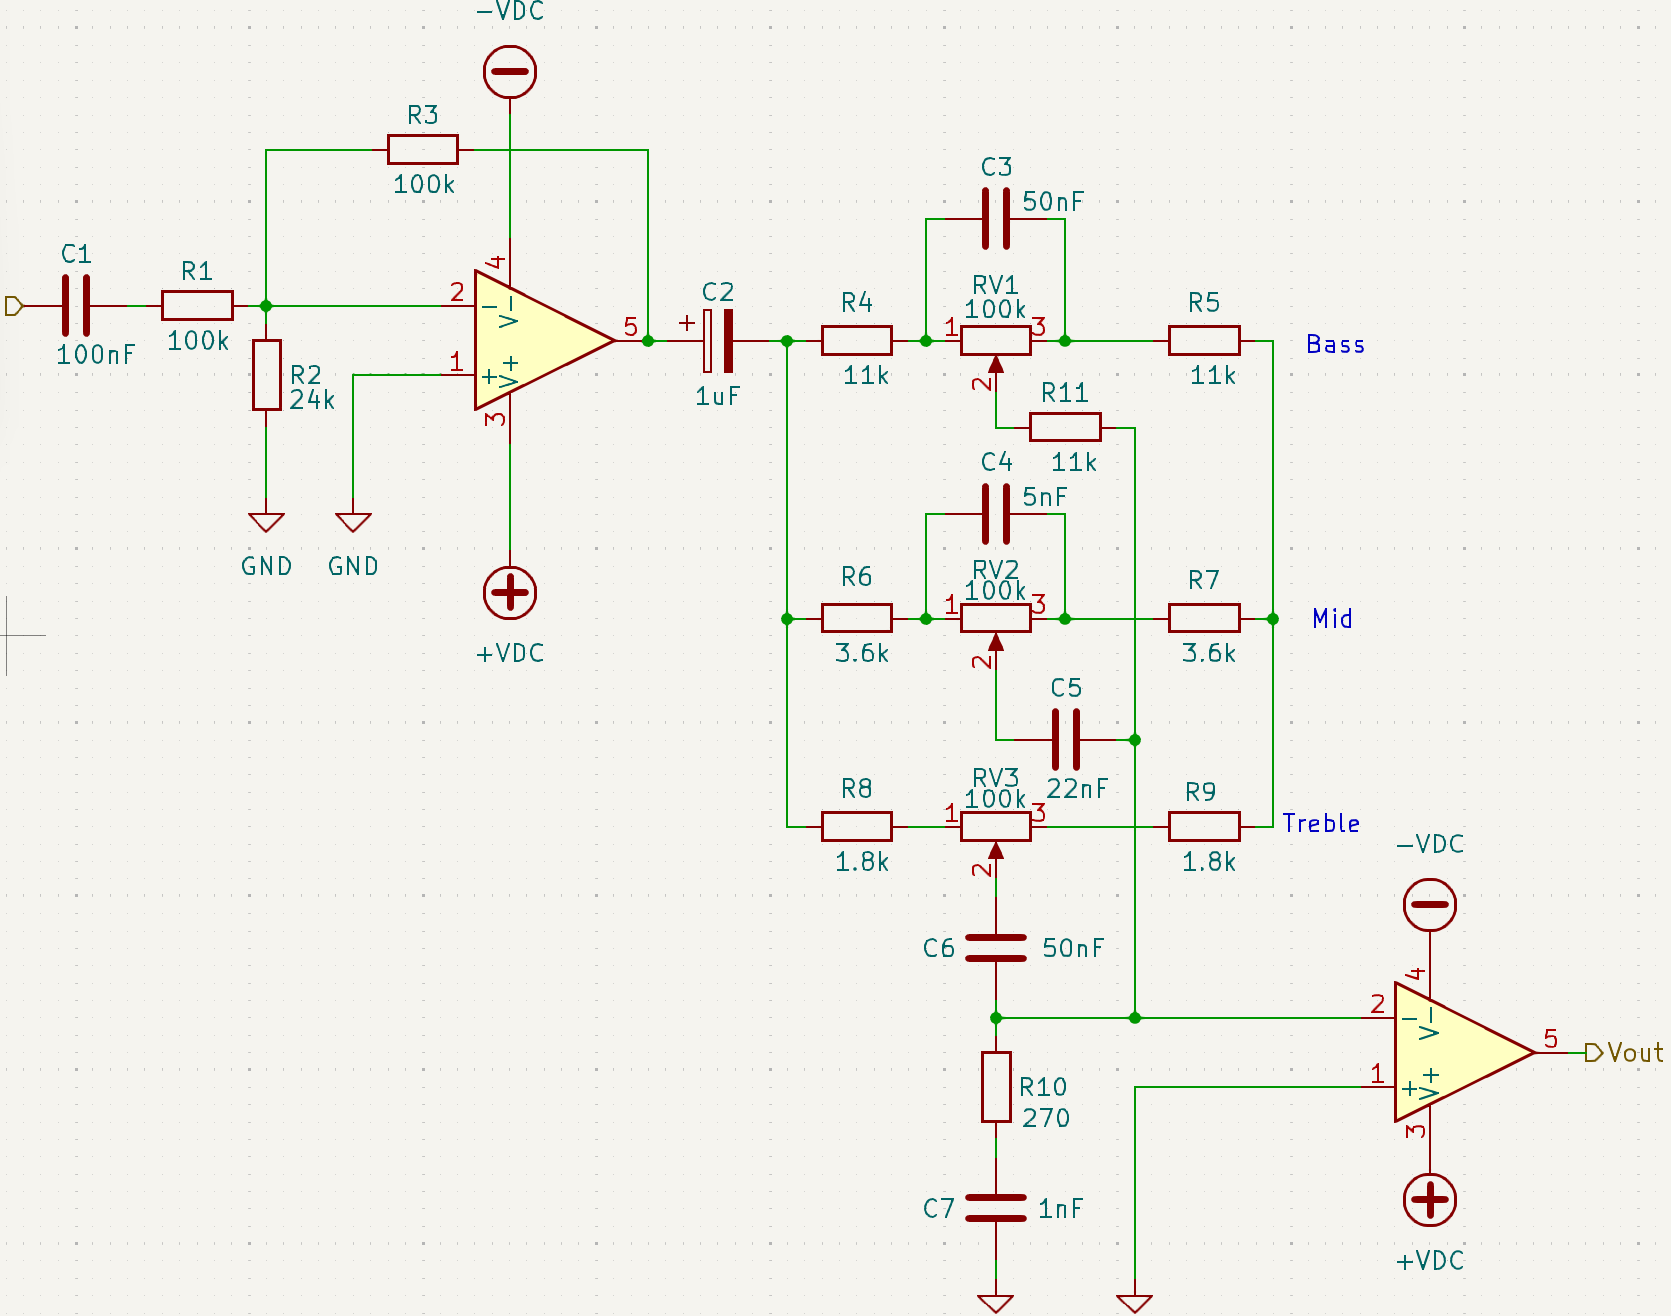 −VDC
R3
100k
C1
100nF
R1
100k
R2
24k
GND
GND
2
1
4
3
5
−
+
V−
V+
+VDC
C2
+
1uF
C3
50nF
R4
11k
RV1
100k
1
3
2
R5
11k
Bass
R11
11k
C4
5nF
R6
3.6k
RV2
100k
1
3
2
R7
3.6k
Mid
C5
22nF
R8
1.8k
RV3
100k
1
3
2
R9
1.8k
Treble
C6
50nF
−VDC
4
2
1
3
5
−
+
V−
V+
Vout
R10
270
C7
1nF
+VDC